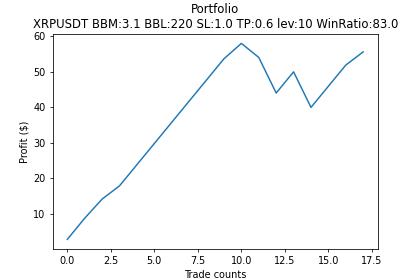 Portfolio
XRPUSDT BBM:3.1 BBL:220 SL:1.0 TP:0.6 lev:10 WinRatio:83.0
Profit ($)
60
50
40
30
20
10
0.0 2.5 5.0 7.5 10.0 12.5 15.0 17.5
Trade counts